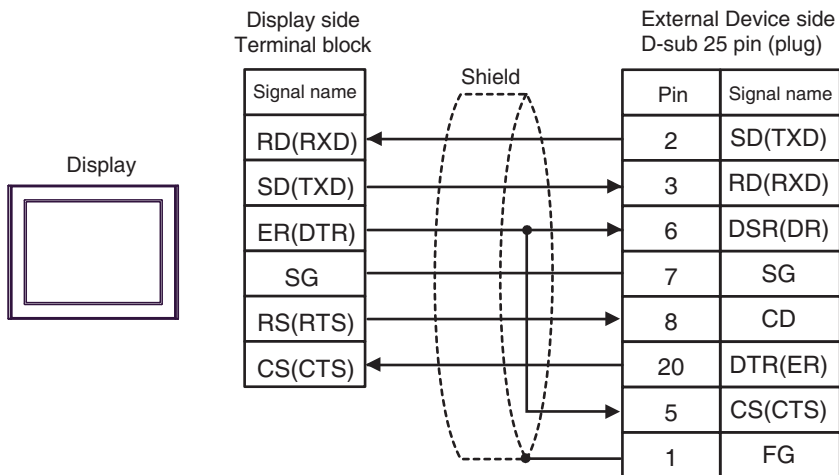 Display side
Terminal block
External Device side
D-sub 25 pin (plug)
Shield
Display
Signal name
RD(RXD)
SD(TXD)
ER(DTR)
SG
RS(RTS)
CS(CTS)
Pin Signal name
2 SD(TXD)
3 RD(RXD)
6 DSR(DR)
7 SG
8 CD
20 DTR(ER)
5 CS(CTS)
1 FG